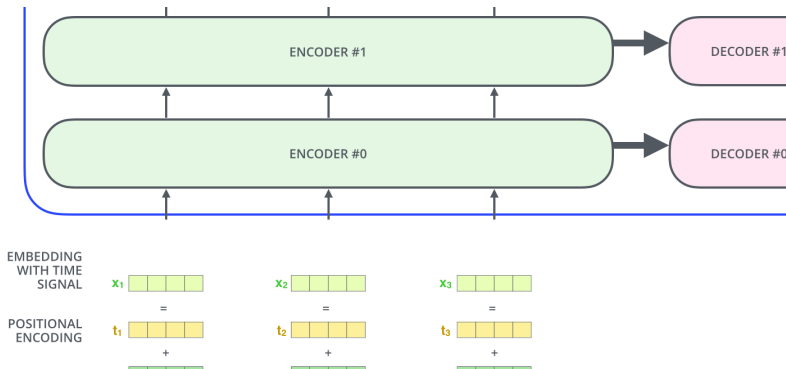 ENCODER #1
DECODER #1
ENCODER #0
DECODER #0
EMBEDDING
WITH TIME
SIGNAL
x₁ x₂ x₃
= = =
POSITIONAL
ENCODING
t₁ t₂ t₃
+ + +